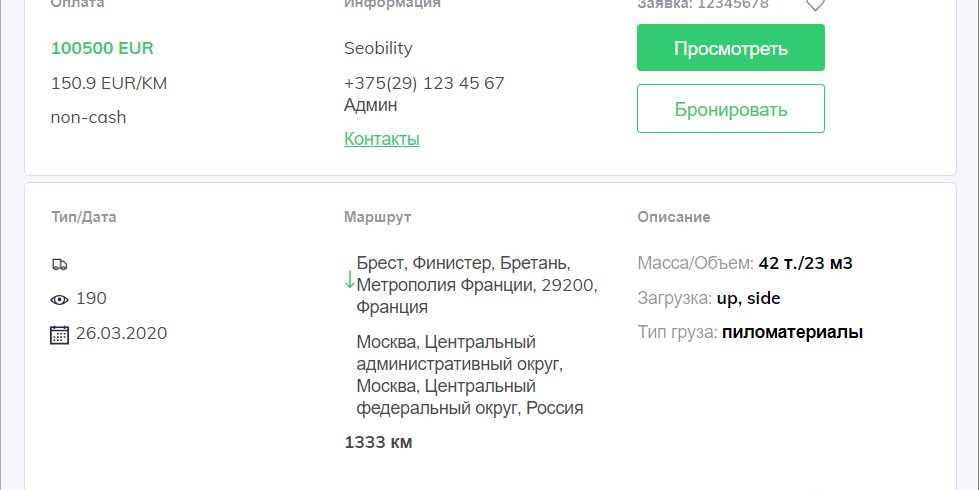 Оплата
Информация
Заявка: 12345678
100500 EUR
150.9 EUR/KM
non-cash
Seobility
+375(29) 123 45 67
Админ
Контакты
Просмотреть
Бронировать
Тип/Дата
190
26.03.2020
Маршрут
Брест, Финистер, Бретань,
Метрополия Франции, 29200,
Франция
Москва, Центральный
административный округ,
Москва, Центральный
федеральный округ, Россия
1333 км
Описание
Масса/Объем: 42 т./23 м3
Загрузка: up, side
Тип груза: пиломатериалы